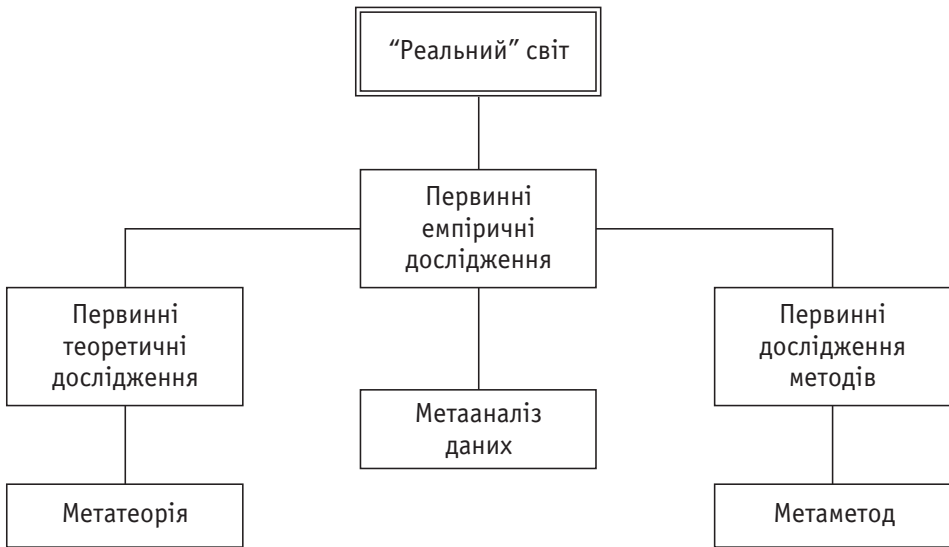 “Реальний” світ
Первинні
емпіричні
дослідження
Первинні
теоретичні
дослідження
Первинні
дослідження
методів
Метааналіз
даних
Метатеорія
Метаметод